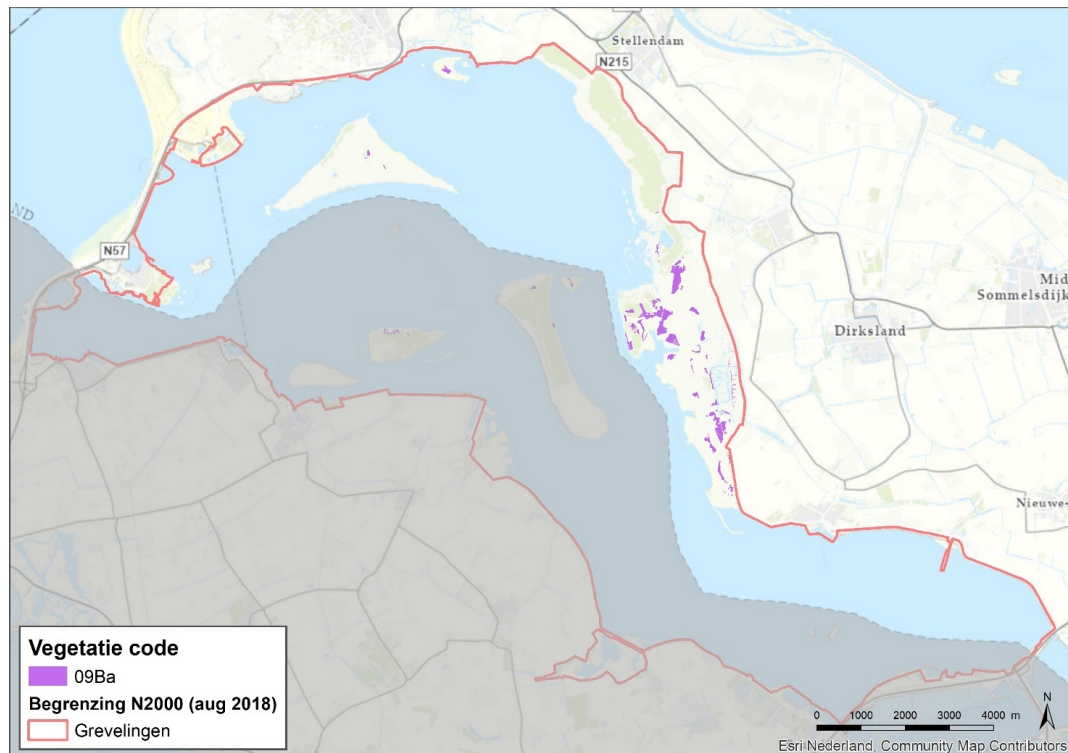 Stellendam
N215
ND
N57
Mid
Sommelsdijk
Dirksland
Nieuwe-
Vegetatie code
09Ba
Begrenzing N2000 (aug 2018)
Grevelingen
N
0 1000 2000 3000 4000 m
Esri Nederland, Community Map Contributors